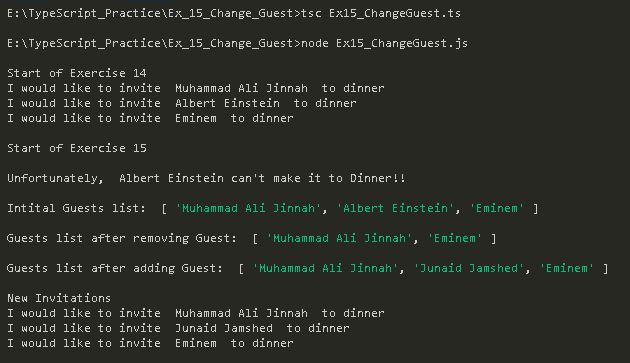 E:\TypeScript_Practice\Ex_15_Change_Guest>tsc Ex15_ChangeGuest.ts
E:\TypeScript_Practice\Ex_15_Change_Guest>node Ex15_ChangeGuest.js
Start of Exercise 14
I would like to invite  Muhammad Ali Jinnah  to dinner
I would like to invite  Albert Einstein  to dinner
I would like to invite  Eminem  to dinner
Start of Exercise 15
Unfortunately,  Albert Einstein can't make it to Dinner!!
Intital Guests list:  [ 'Muhammad Ali Jinnah', 'Albert Einstein', 'Eminem' ]
Guests list after removing Guest:  [ 'Muhammad Ali Jinnah', 'Eminem' ]
Guests list after adding Guest:  [ 'Muhammad Ali Jinnah', 'Junaid Jamshed', 'Eminem' ]
New Invitations
I would like to invite  Muhammad Ali Jinnah  to dinner
I would like to invite  Junaid Jamshed  to dinner
I would like to invite  Eminem  to dinner